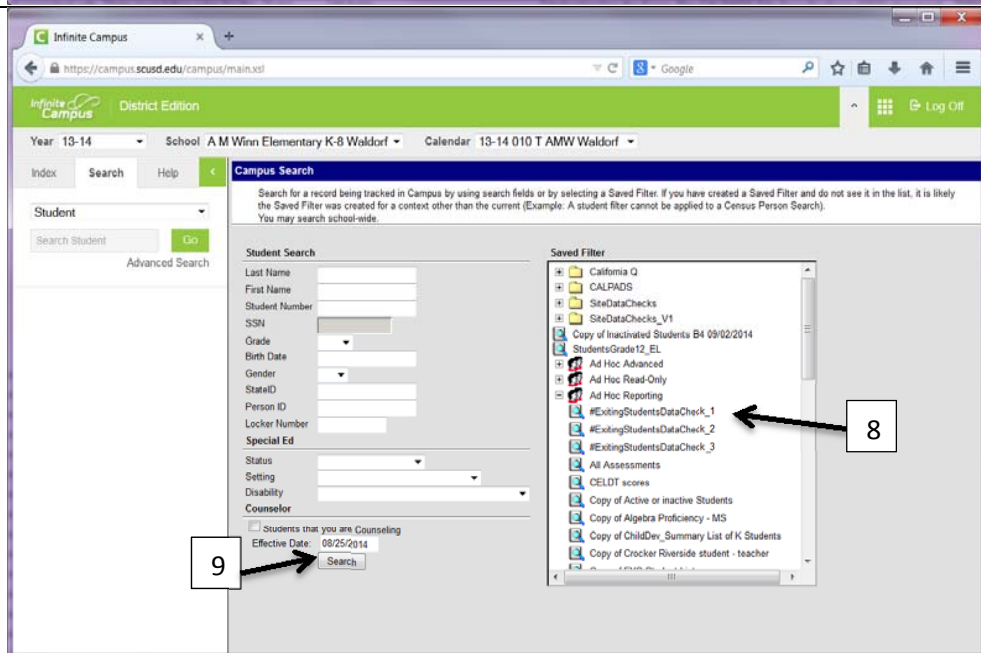 Infinite Campus
https://campus.scusd.edu/campus/main.xsl
Google
Infinite Campus District Edition Log Off
Year 13-14 School A M Winn Elementary K-8 Waldorf Calendar 13-14 010 T AMW Waldorf
Index Search Help
Student
Search Student Go
Advanced Search
Campus Search
Search for a record being tracked in Campus by using search fields or by selecting a Saved Filter. If you have created a Saved Filter and do not see it in the list, it is likely
the Saved Filter was created for a context other than the current (Example: A student filter cannot be applied to a Census Person Search).
You may search school-wide.
Student Search
Last Name
First Name
Student Number
SSN
Grade
Birth Date
Gender
StateID
Person ID
Locker Number
Special Ed
Status
Setting
Disability
Counselor
Students that you are Counseling
Effective Date: 08/25/2014
Search
9
Saved Filter
California Q
CALPADS
SiteDataChecks
SiteDataChecks_V1
Copy of Inactivated Students B4 09/02/2014
StudentsGrade12_EL
Ad Hoc Advanced
Ad Hoc Read-Only
Ad Hoc Reporting
#ExitingStudentsDataCheck_1
#ExitingStudentsDataCheck_2
#ExitingStudentsDataCheck_3
All Assessments
CELDT scores
Copy of Active or inactive Students
Copy of Algebra Proficiency - MS
Copy of ChildDev_Summary List of K Students
Copy of Crocker Riverside student - teacher
8